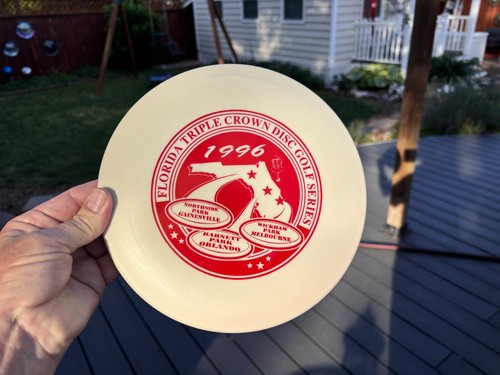 FLORIDA TRIPLE CROWN DISC GOLF SERIES
1996
NORTHSIDE
PARK
GAINESVILLE
WICKHAM
PARK
MELBOURNE
BARNETT
PARK
ORLANDO